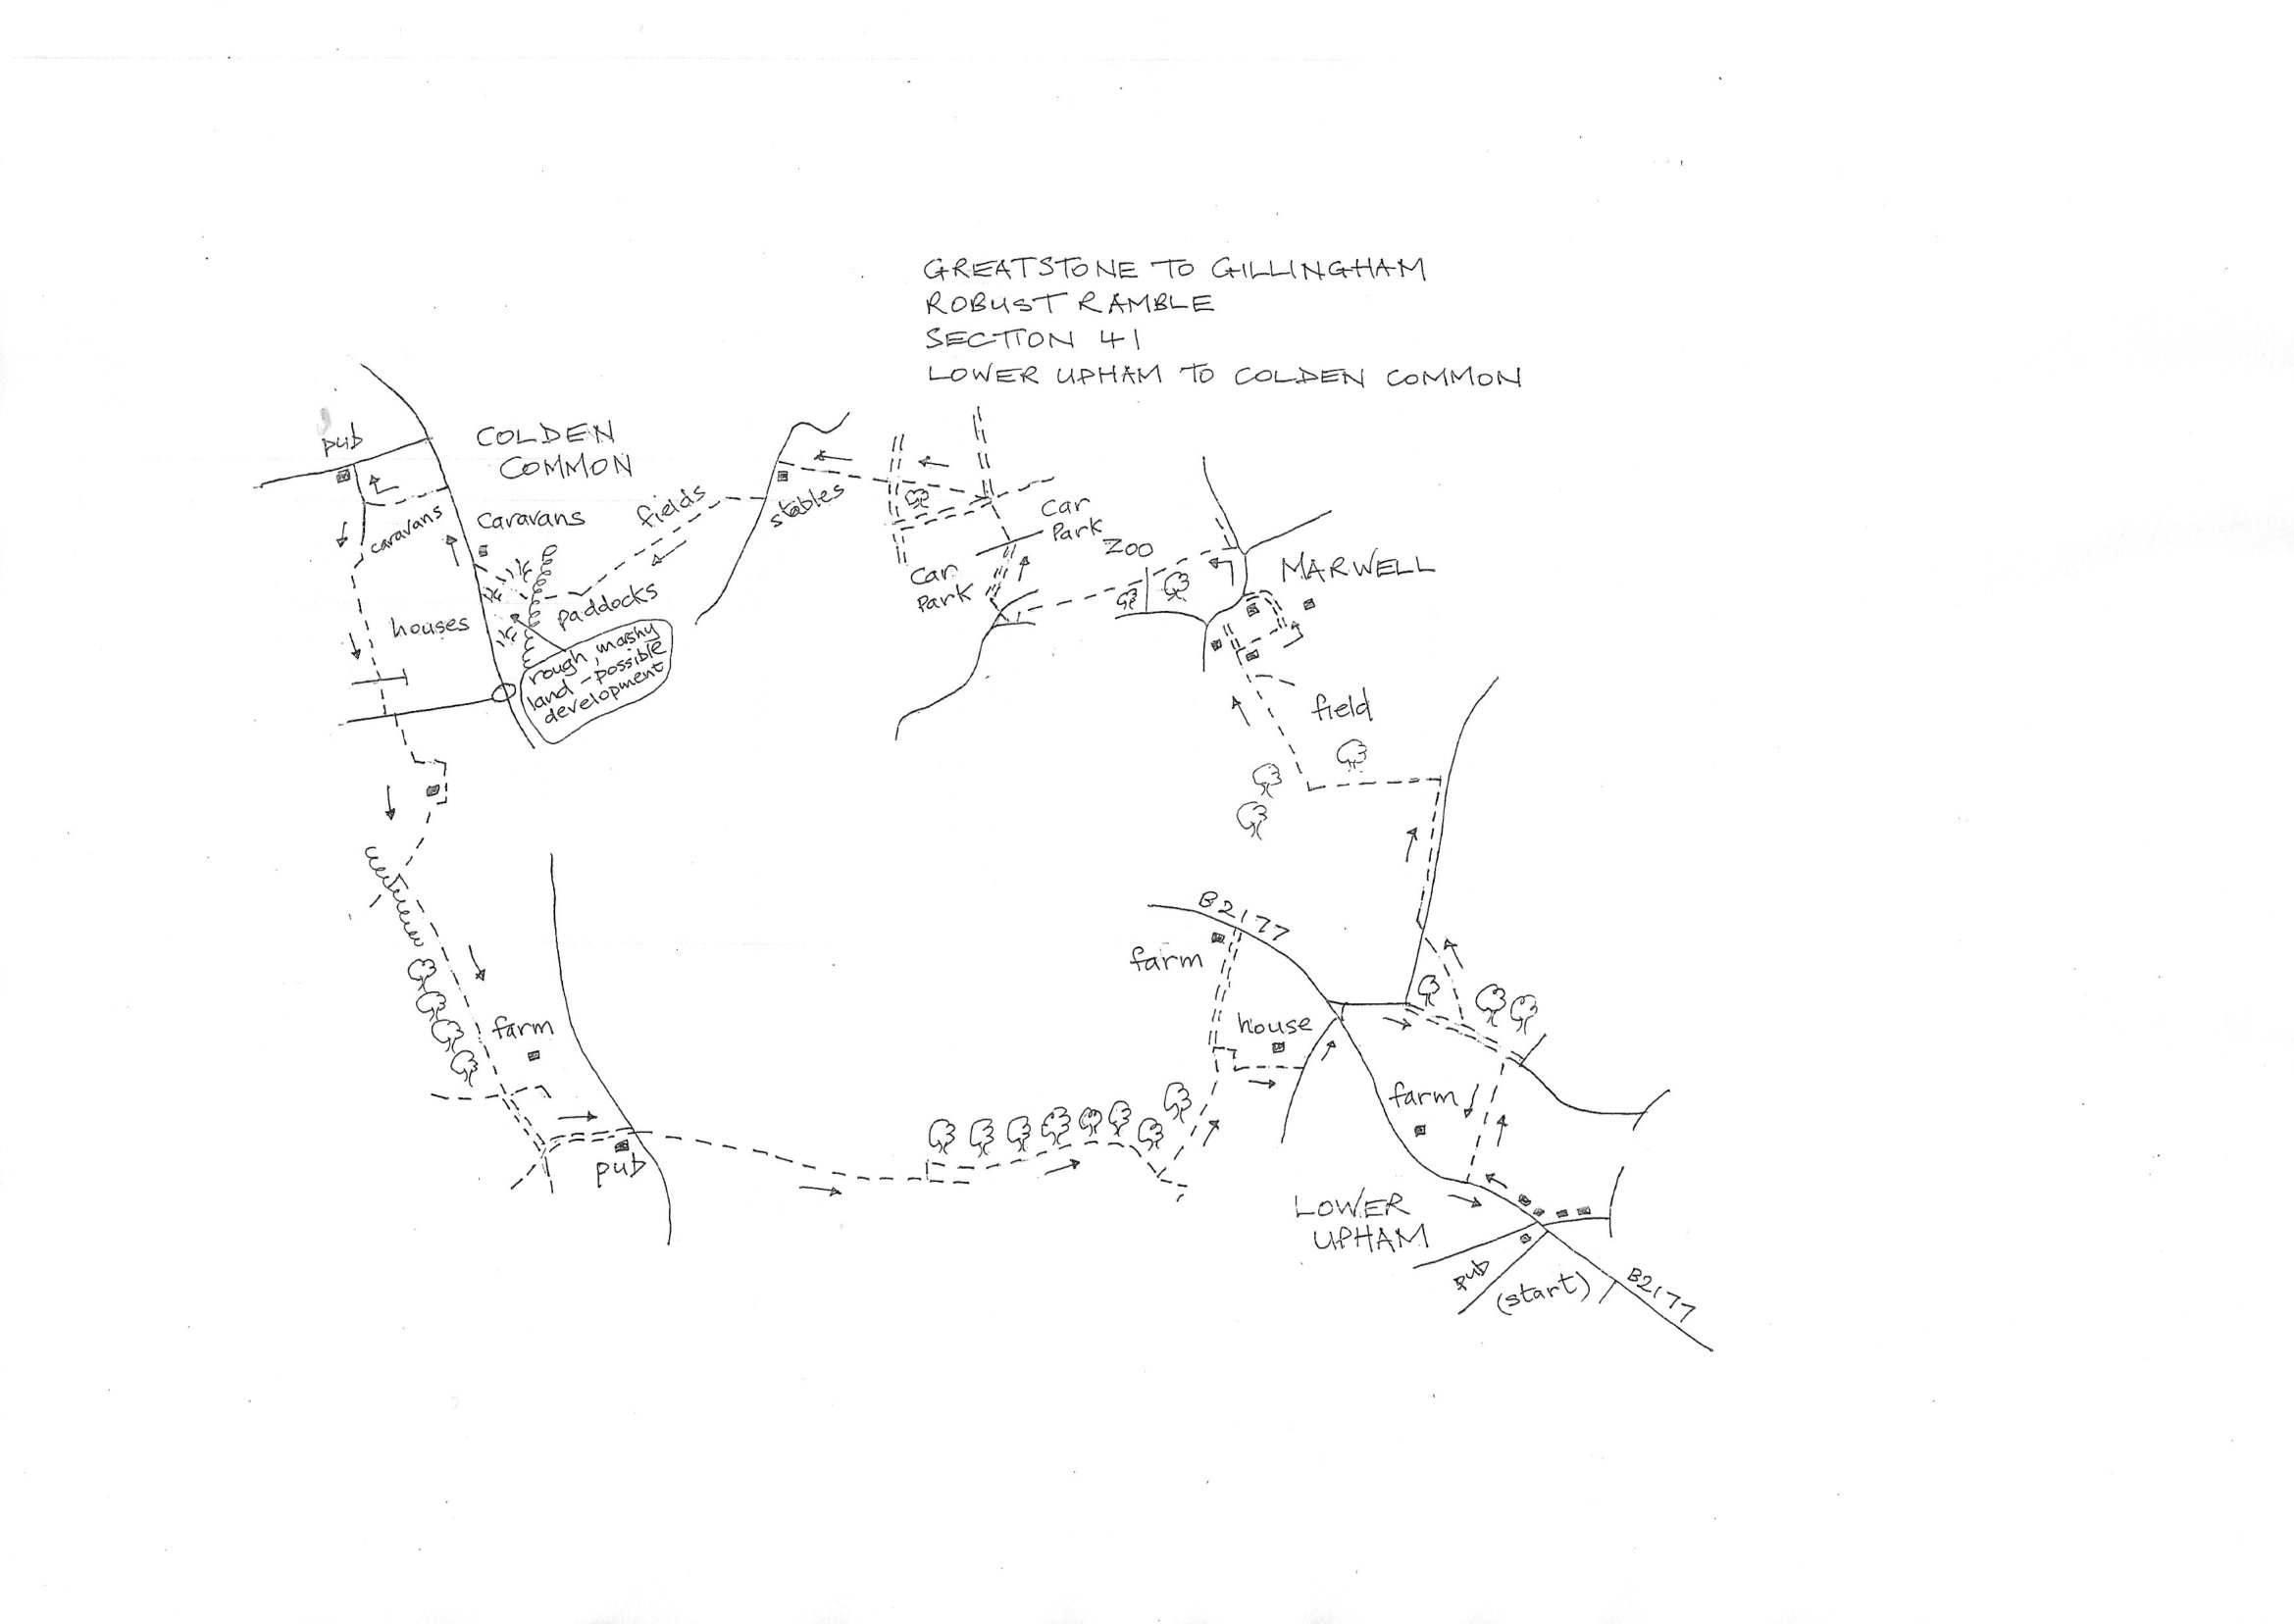 GREATSTONE TO GILLINGHAM
ROBUST RAMBLE
SECTION 41
LOWER UPHAM TO COLDEN COMMON
pub
COLDEN
COMMON
caravans
caravans
fields
stables
Car
Park
Car
Park
ZOO
MARWELL
houses
paddocks
rough, marshy
land - possible
development
field
B2177
farm
house
farm
farm
pub
LOWER
UPHAM
pub
(start)
B2177